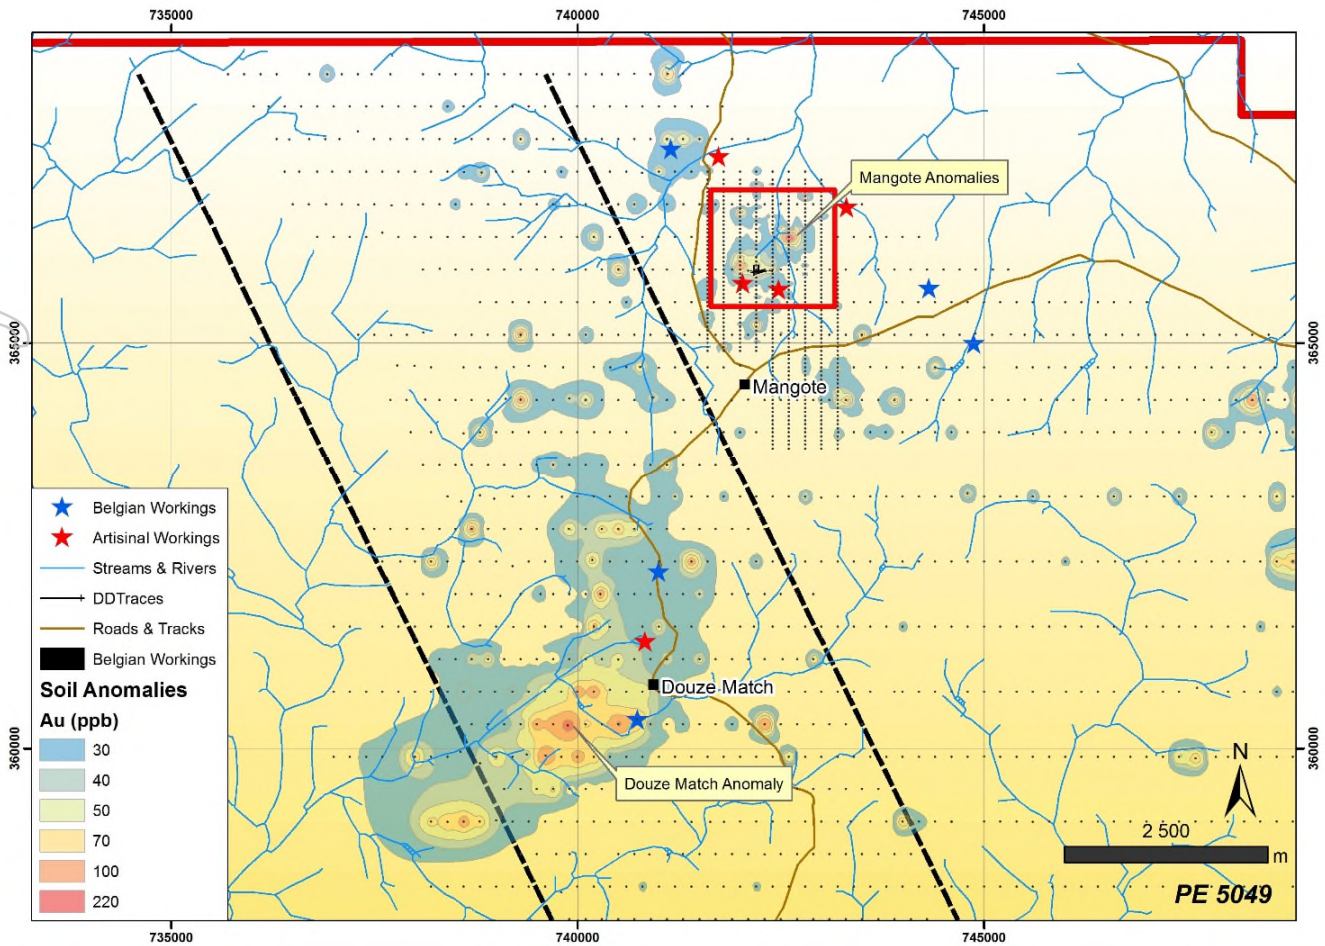 735000
740000
745000
Mangote Anomalies
365000
365000
Mangote
Belgian Workings
Artisinal Workings
Streams & Rivers
DDTraces
Roads & Tracks
Belgian Workings
Soil Anomalies
Au (ppb)
30
40
50
70
100
220
Douze Match
360000
360000
Douze Match Anomaly
N
2 500
m
PE 5049
735000
740000
745000